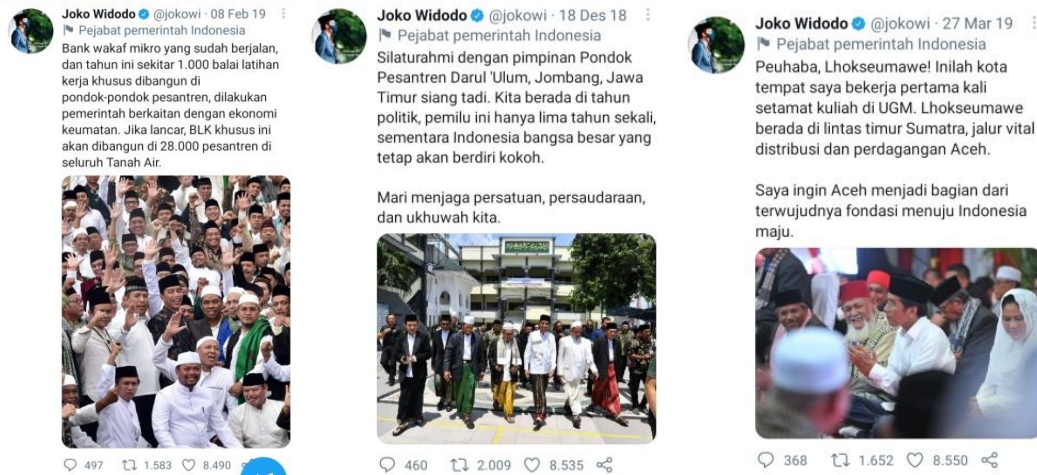 Joko Widodo @jokowi · 08 Feb 19
Pejabat pemerintah Indonesia
Bank wakaf mikro yang sudah berjalan,
dan tahun ini sekitar 1.000 balai latihan
kerja khusus dibangun di
pondok-pondok pesantren, dilakukan
pemerintah berkaitan dengan ekonomi
keumatan. Jika lancar, BLK khusus ini
akan dibangun di 28.000 pesantren di
seluruh Tanah Air.
497 1.583 8.490
Joko Widodo @jokowi · 18 Des 18
Pejabat pemerintah Indonesia
Silaturahmi dengan pimpinan Pondok
Pesantren Darul 'Ulum, Jombang, Jawa
Timur siang tadi. Kita berada di tahun
politik, pemilu ini hanya lima tahun sekali,
sementara Indonesia bangsa besar yang
tetap akan berdiri kokoh.
Mari menjaga persatuan, persaudaraan,
dan ukhuwah kita.
460 2.009 8.535
Joko Widodo @jokowi · 27 Mar 19
Pejabat pemerintah Indonesia
Peuhaba, Lhokseumawe! Inilah kota
tempat saya bekerja pertama kali
setamat kuliah di UGM. Lhokseumawe
berada di lintas timur Sumatra, jalur vital
distribusi dan perdagangan Aceh.
Saya ingin Aceh menjadi bagian dari
terwujudnya fondasi menuju Indonesia
maju.
368 1.652 8.550